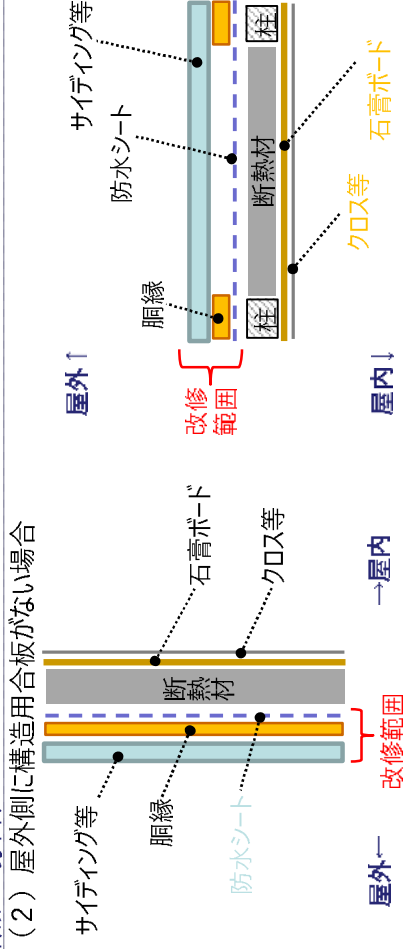 （２）屋外側に構造用合板がない場合
サイディング等
胴縁
防水シート
断熱
材
石膏ボード
クロス等
屋外←
改修範囲
→屋内
屋外↑
改修
範囲
屋内↓
胴縁
防水シート
サイディング等
柱
断熱材
柱
クロス等
石膏ボード